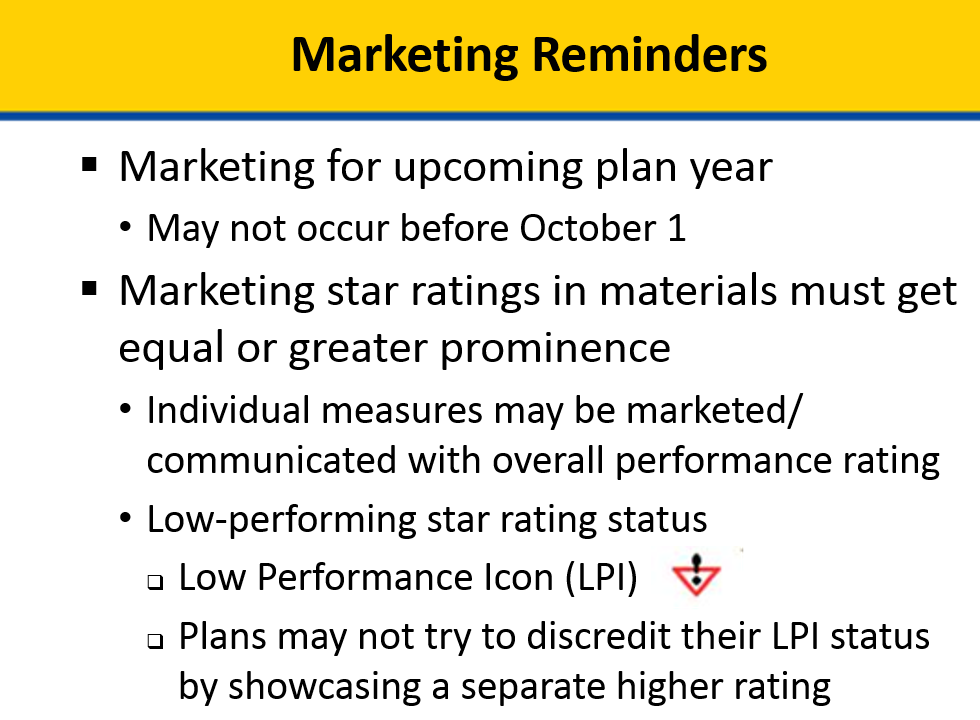 Marketing Reminders
▪ Marketing for upcoming plan year
• May not occur before October 1
▪ Marketing star ratings in materials must get
equal or greater prominence
• Individual measures may be marketed/
communicated with overall performance rating
• Low-performing star rating status
❑ Low Performance Icon (LPI)
❑ Plans may not try to discredit their LPI status
by showcasing a separate higher rating